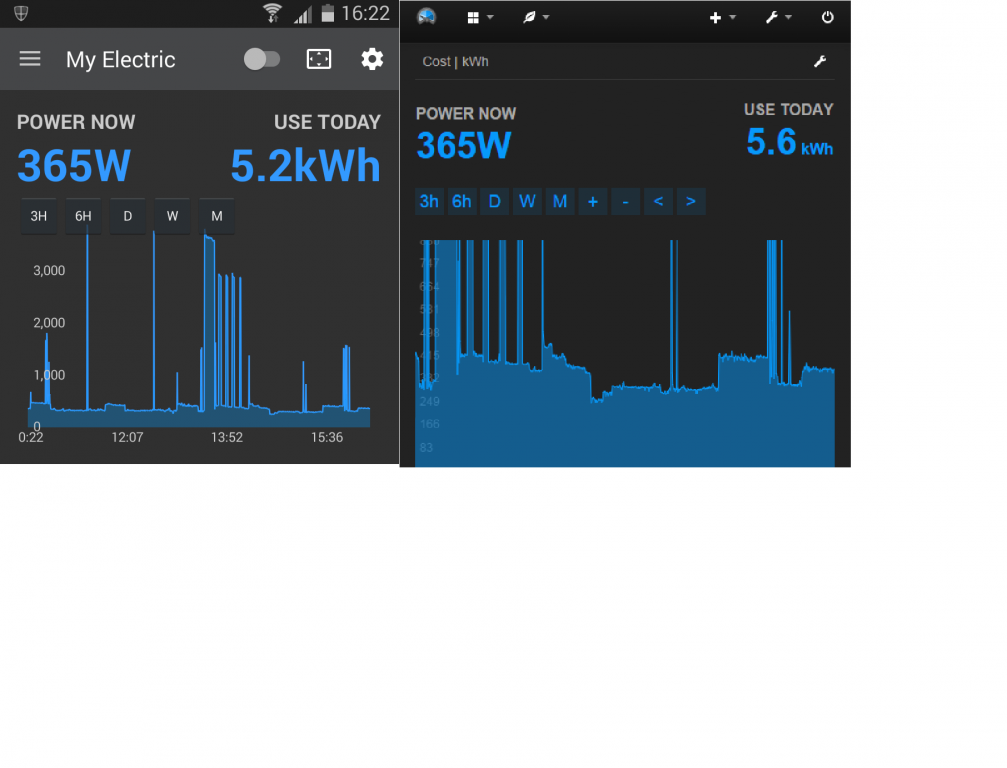 16:22
My Electric
POWER NOW
USE TODAY
365W
5.2kWh
3H 6H D W M
3,000
2,000
1,000
0
0:22 12:07 13:52 15:36
Cost | kWh
POWER NOW
USE TODAY
365W
5.6 kWh
3h 6h D W M + - < >
747
664
581
498
415
332
249
166
83